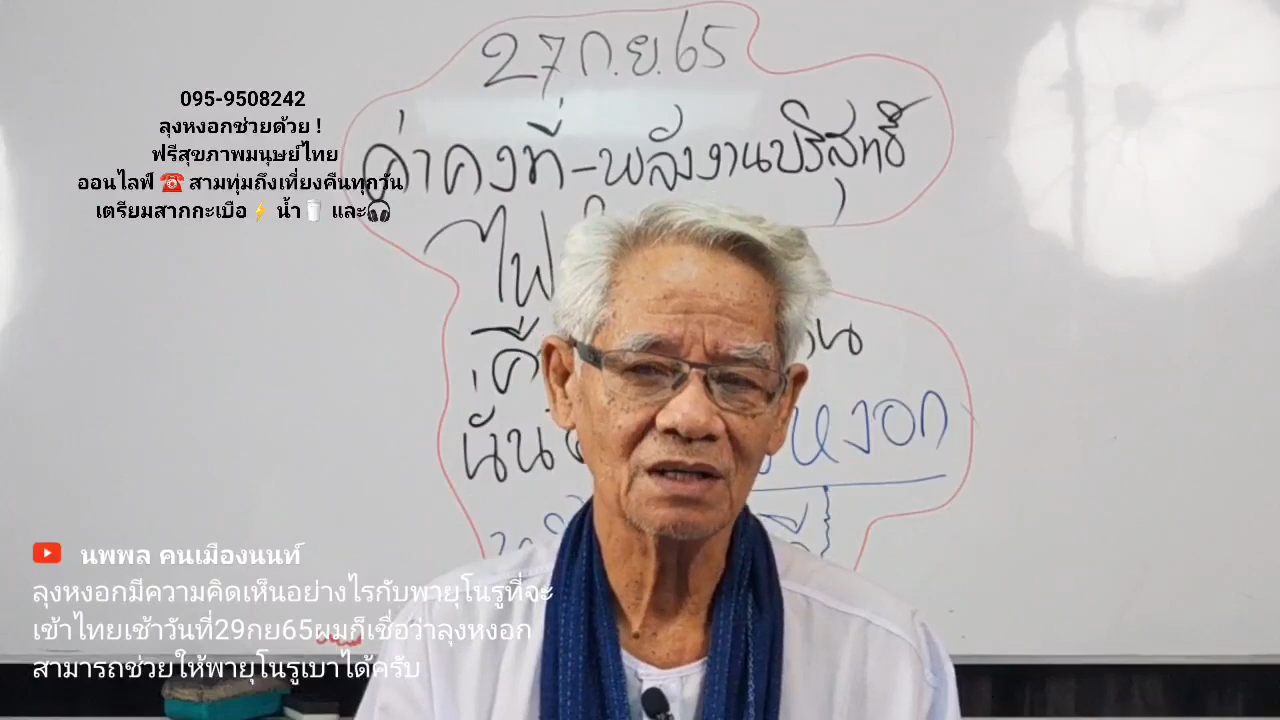 27 ก.ย. 65
ค่าคงที่-พลังงานบริสุทธิ์
ไฟ
คื
นั่น
หงอก
095-9508242
ลุงหงอกช่วยด้วย !
ฟรีสุขภาพมนุษย์ไทย
ออนไลฟ์ ☎️ สามทุ่มถึงเที่ยงคืนทุกวัน
เตรียมสากกะเบือ⚡ น้ำ🥛 และ🎧
นพพล คนเมืองนนท์
ลุงหงอกมีความคิดเห็นอย่างไรกับพายุโนรูที่จะ
เข้าไทยเช้าวันที่29กย65ผมก็เชื่อว่าลุงหงอก
สามารถช่วยให้พายุโนรูเบาได้ครับ